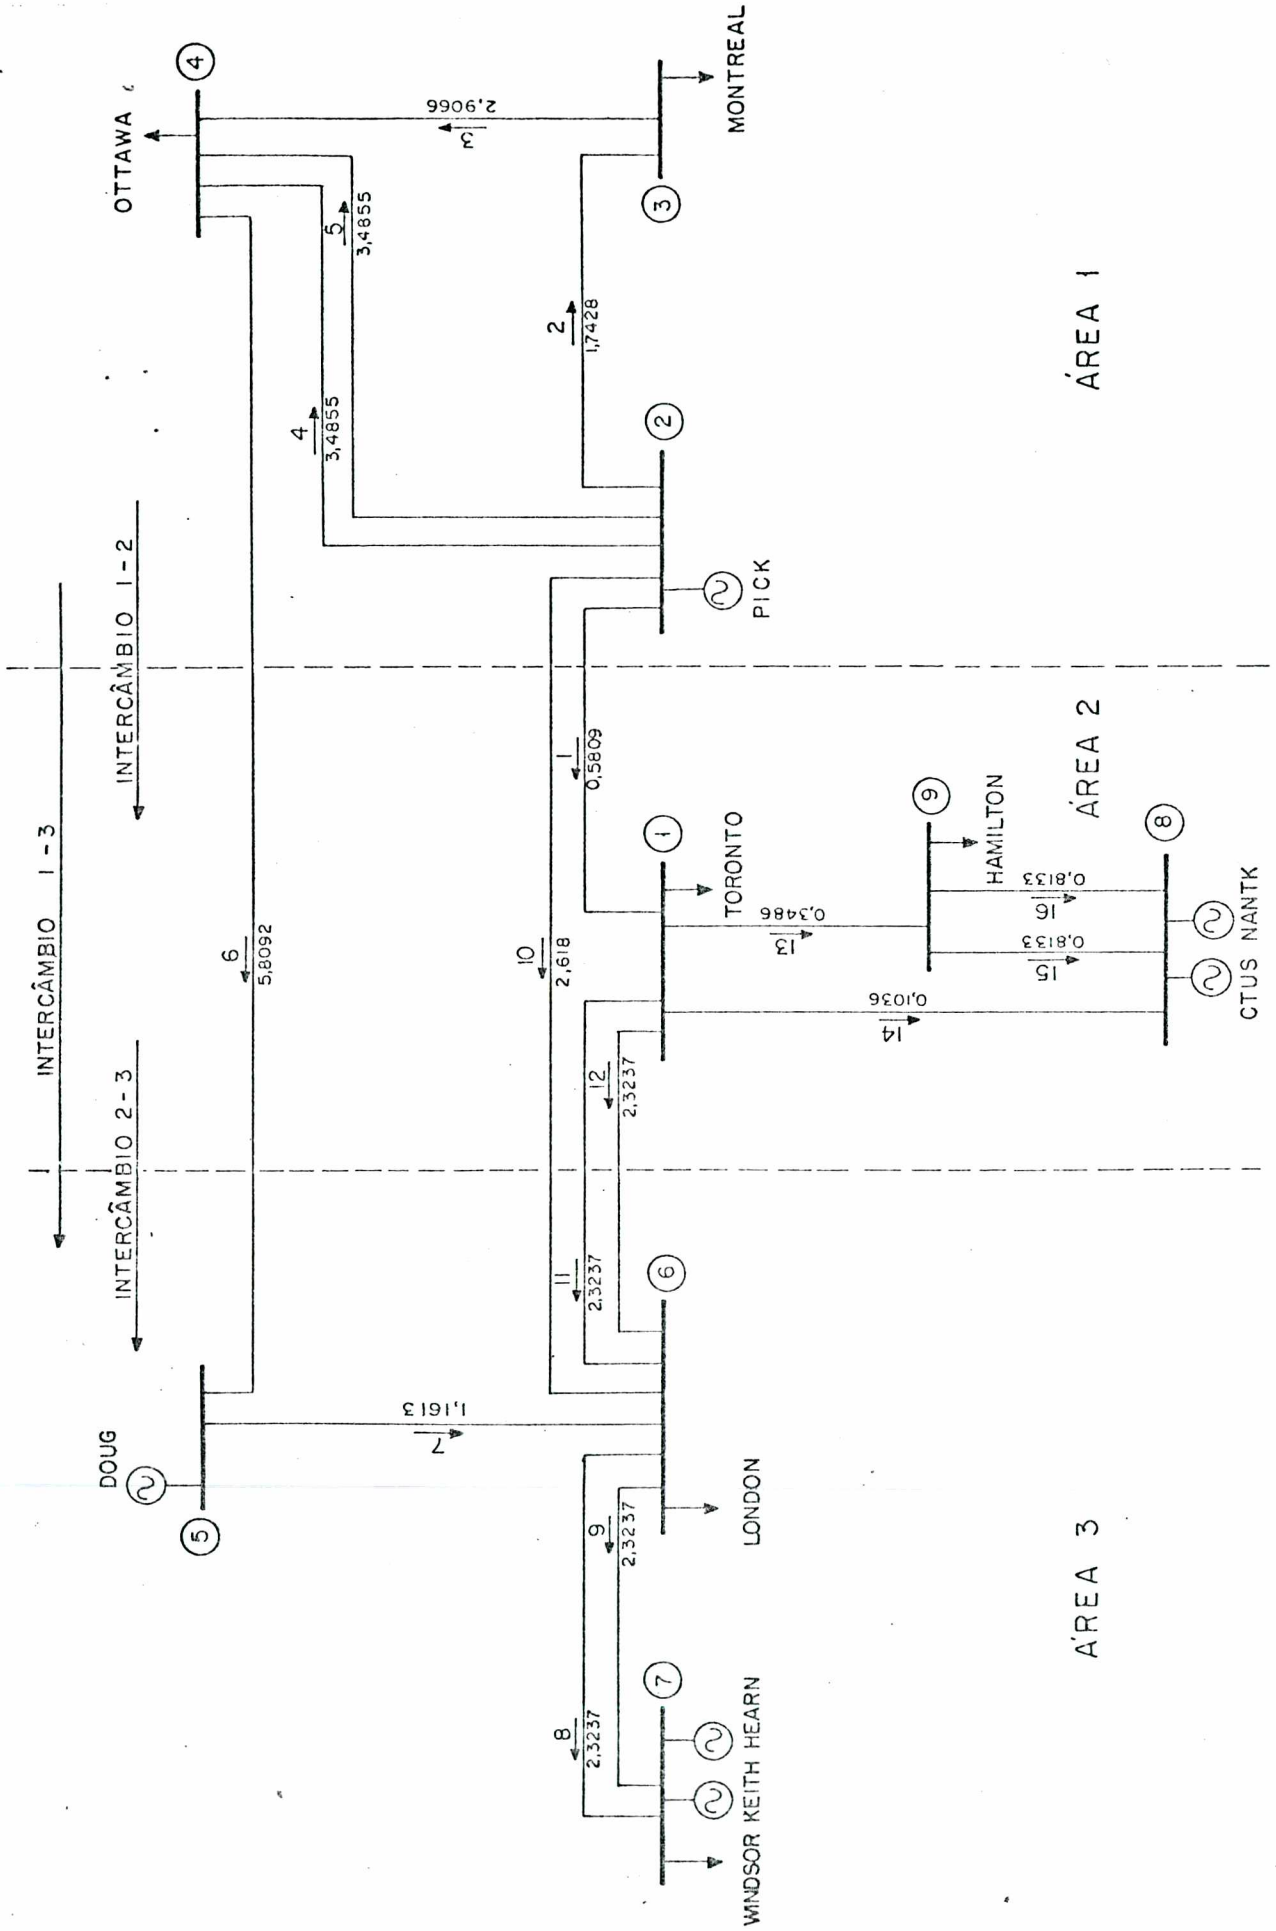 INTERCÂMBIO 1-3
INTERCÂMBIO 2-3
INTERCÂMBIO 1-2
DOUG
5
OTTAWA
4
6
5,8092
7
1,1613
4
3,4855
5
3,4855
3
2,9066
10
2,618
11
2,3237
12
2,3237
1
0,5809
2
1,7428
8
2,3237
9
2,3237
7
WINDSOR KEITH HEARN
6
LONDON
1
TORONTO
2
PICK
3
MONTREAL
13
0,3486
14
0,1036
9
HAMILTON
15
0,8133
16
0,8133
8
CTUS NANTK
ÁREA 3
ÁREA 2
ÁREA 1